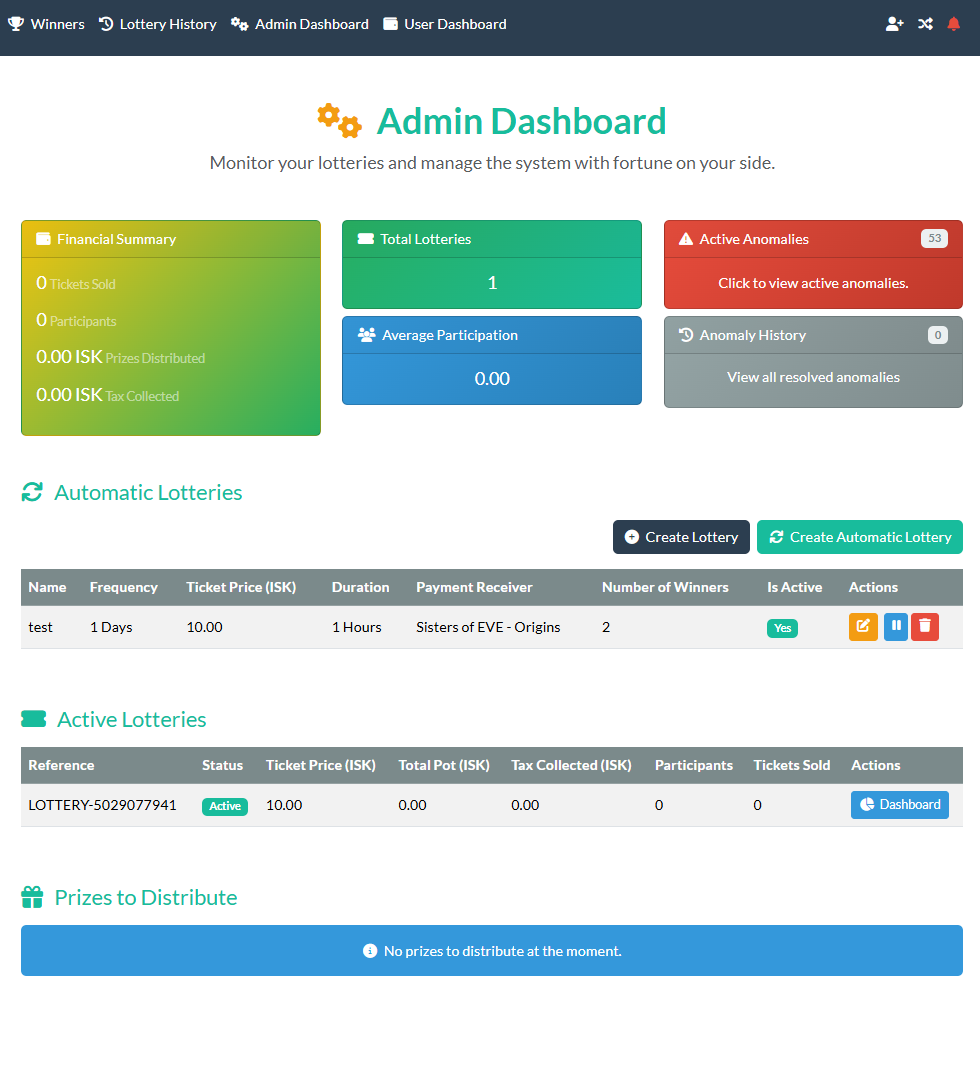 Winners Lottery History Admin Dashboard User Dashboard
Admin Dashboard
Monitor your lotteries and manage the system with fortune on your side.
Financial Summary
0 Tickets Sold
0 Participants
0.00 ISK Prizes Distributed
0.00 ISK Tax Collected
Total Lotteries
1
Average Participation
0.00
Active Anomalies 53
Click to view active anomalies.
Anomaly History 0
View all resolved anomalies
Automatic Lotteries
Create Lottery Create Automatic Lottery
Name Frequency Ticket Price (ISK) Duration Payment Receiver Number of Winners Is Active Actions
test 1 Days 10.00 1 Hours Sisters of EVE - Origins 2 Yes
Active Lotteries
Reference Status Ticket Price (ISK) Total Pot (ISK) Tax Collected (ISK) Participants Tickets Sold Actions
LOTTERY-5029077941 Active 10.00 0.00 0.00 0 0 Dashboard
Prizes to Distribute
No prizes to distribute at the moment.